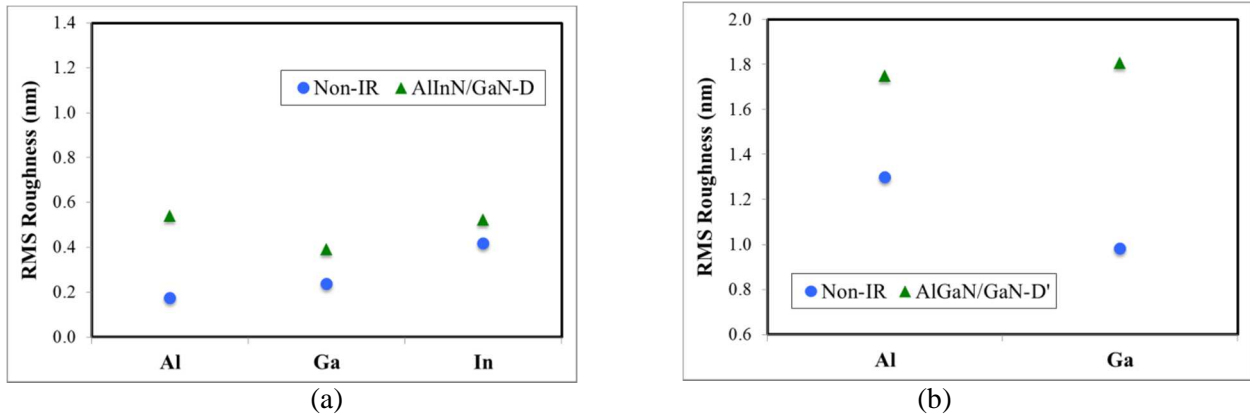 1.4
1.2
1.0
0.8
0.6
0.4
0.2
0.0
RMS Roughness (nm)
Non-IR AlInN/GaN-D
Al Ga In
(a)
2.0
1.8
1.6
1.4
1.2
1.0
0.8
0.6
RMS Roughness (nm)
Non-IR AlGaN/GaN-D'
Al Ga
(b)